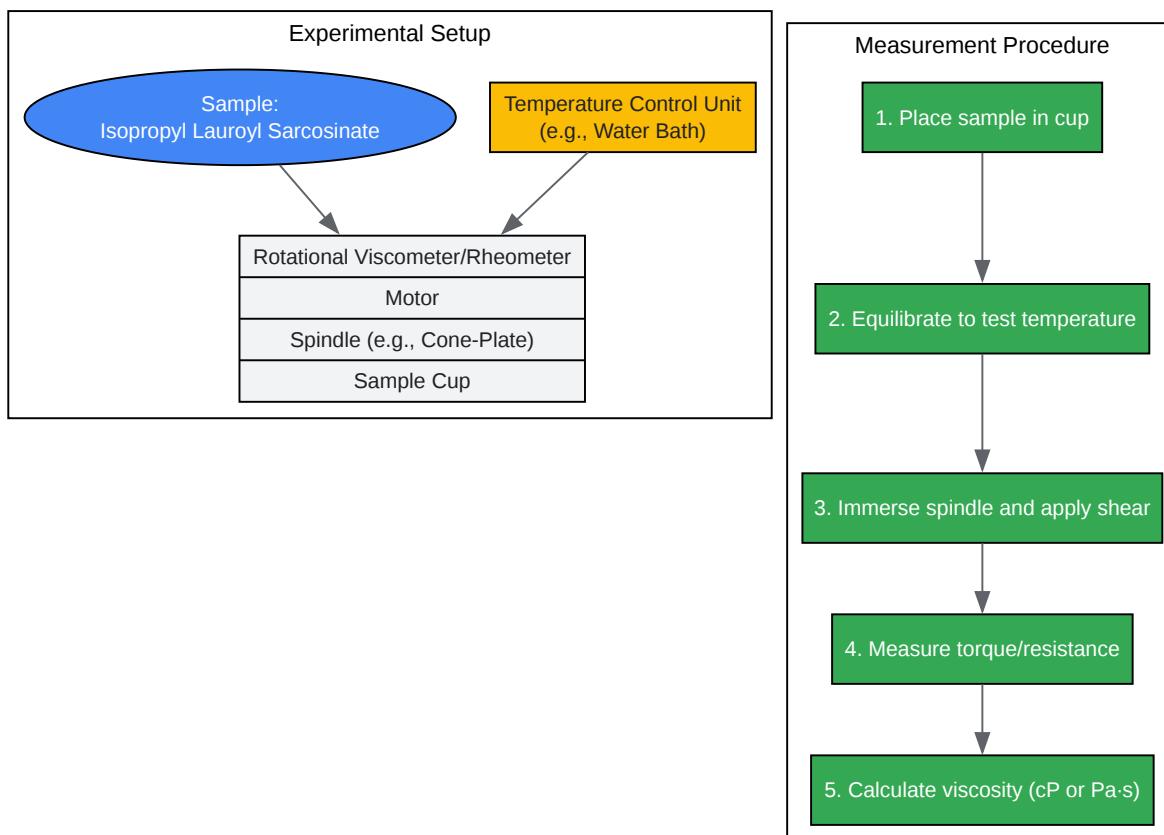 Experimental Setup
Sample:
Isopropyl Lauroyl Sarcosinate
Temperature Control Unit
(e.g., Water Bath)
Rotational Viscometer/Rheometer
Motor
Spindle (e.g., Cone-Plate)
Sample Cup
Measurement Procedure
1. Place sample in cup
2. Equilibrate to test temperature
3. Immerse spindle and apply shear
4. Measure torque/resistance
5. Calculate viscosity (cP or Pa·s)